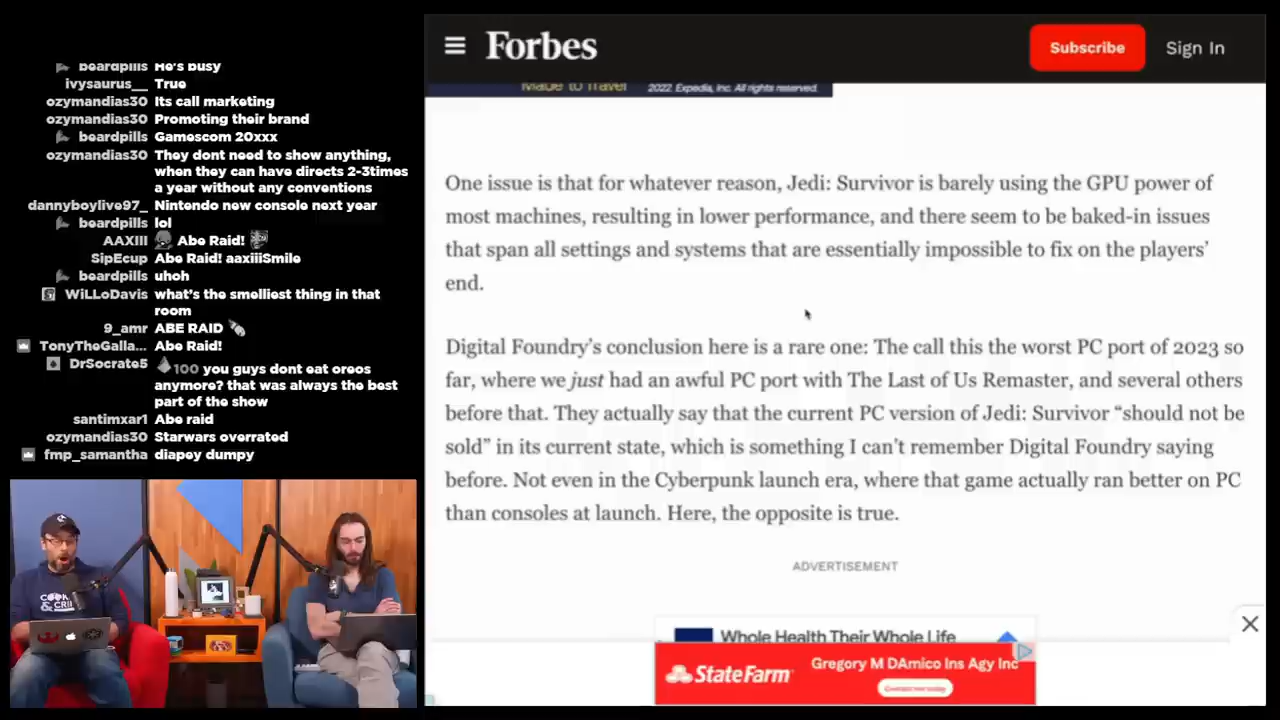 beardpills He's busy
ivysaurus__ True
ozymandias30 Its call marketing
ozymandias30 Promoting their brand
beardpills Gamescom 20xxx
ozymandias30 They dont need to show anything,
when they can have directs 2-3times
a year without any conventions
dannyboylive97_ Nintendo new console next year
beardpills lol
AAXIII Abe Raid!
SipEcup Abe Raid! aaxiiiSmile
beardpills uhoh
WiLLoDavis what's the smelliest thing in that
room
9_amr ABE RAID
TonyTheGalla... Abe Raid!
DrSocrate5 100 you guys dont eat oreos
anymore? that was always the best
part of the show
santimxar1 Abe raid
ozymandias30 Starwars overrated
fmp_samantha diapey dumpy
Forbes
Subscribe
Sign In
Made to Travel
2022. Expedia, Inc. All rights reserved.
One issue is that for whatever reason, Jedi: Survivor is barely using the GPU power of
most machines, resulting in lower performance, and there seem to be baked-in issues
that span all settings and systems that are essentially impossible to fix on the players'
end.
Digital Foundry's conclusion here is a rare one: The call this the worst PC port of 2023 so
far, where we just had an awful PC port with The Last of Us Remaster, and several others
before that. They actually say that the current PC version of Jedi: Survivor "should not be
sold" in its current state, which is something I can't remember Digital Foundry saying
before. Not even in the Cyberpunk launch era, where that game actually ran better on PC
than consoles at launch. Here, the opposite is true.
ADVERTISEMENT
Whole Health Their Whole Life
StateFarm
Gregory M DAmico Ins Agy Inc
Contact me today